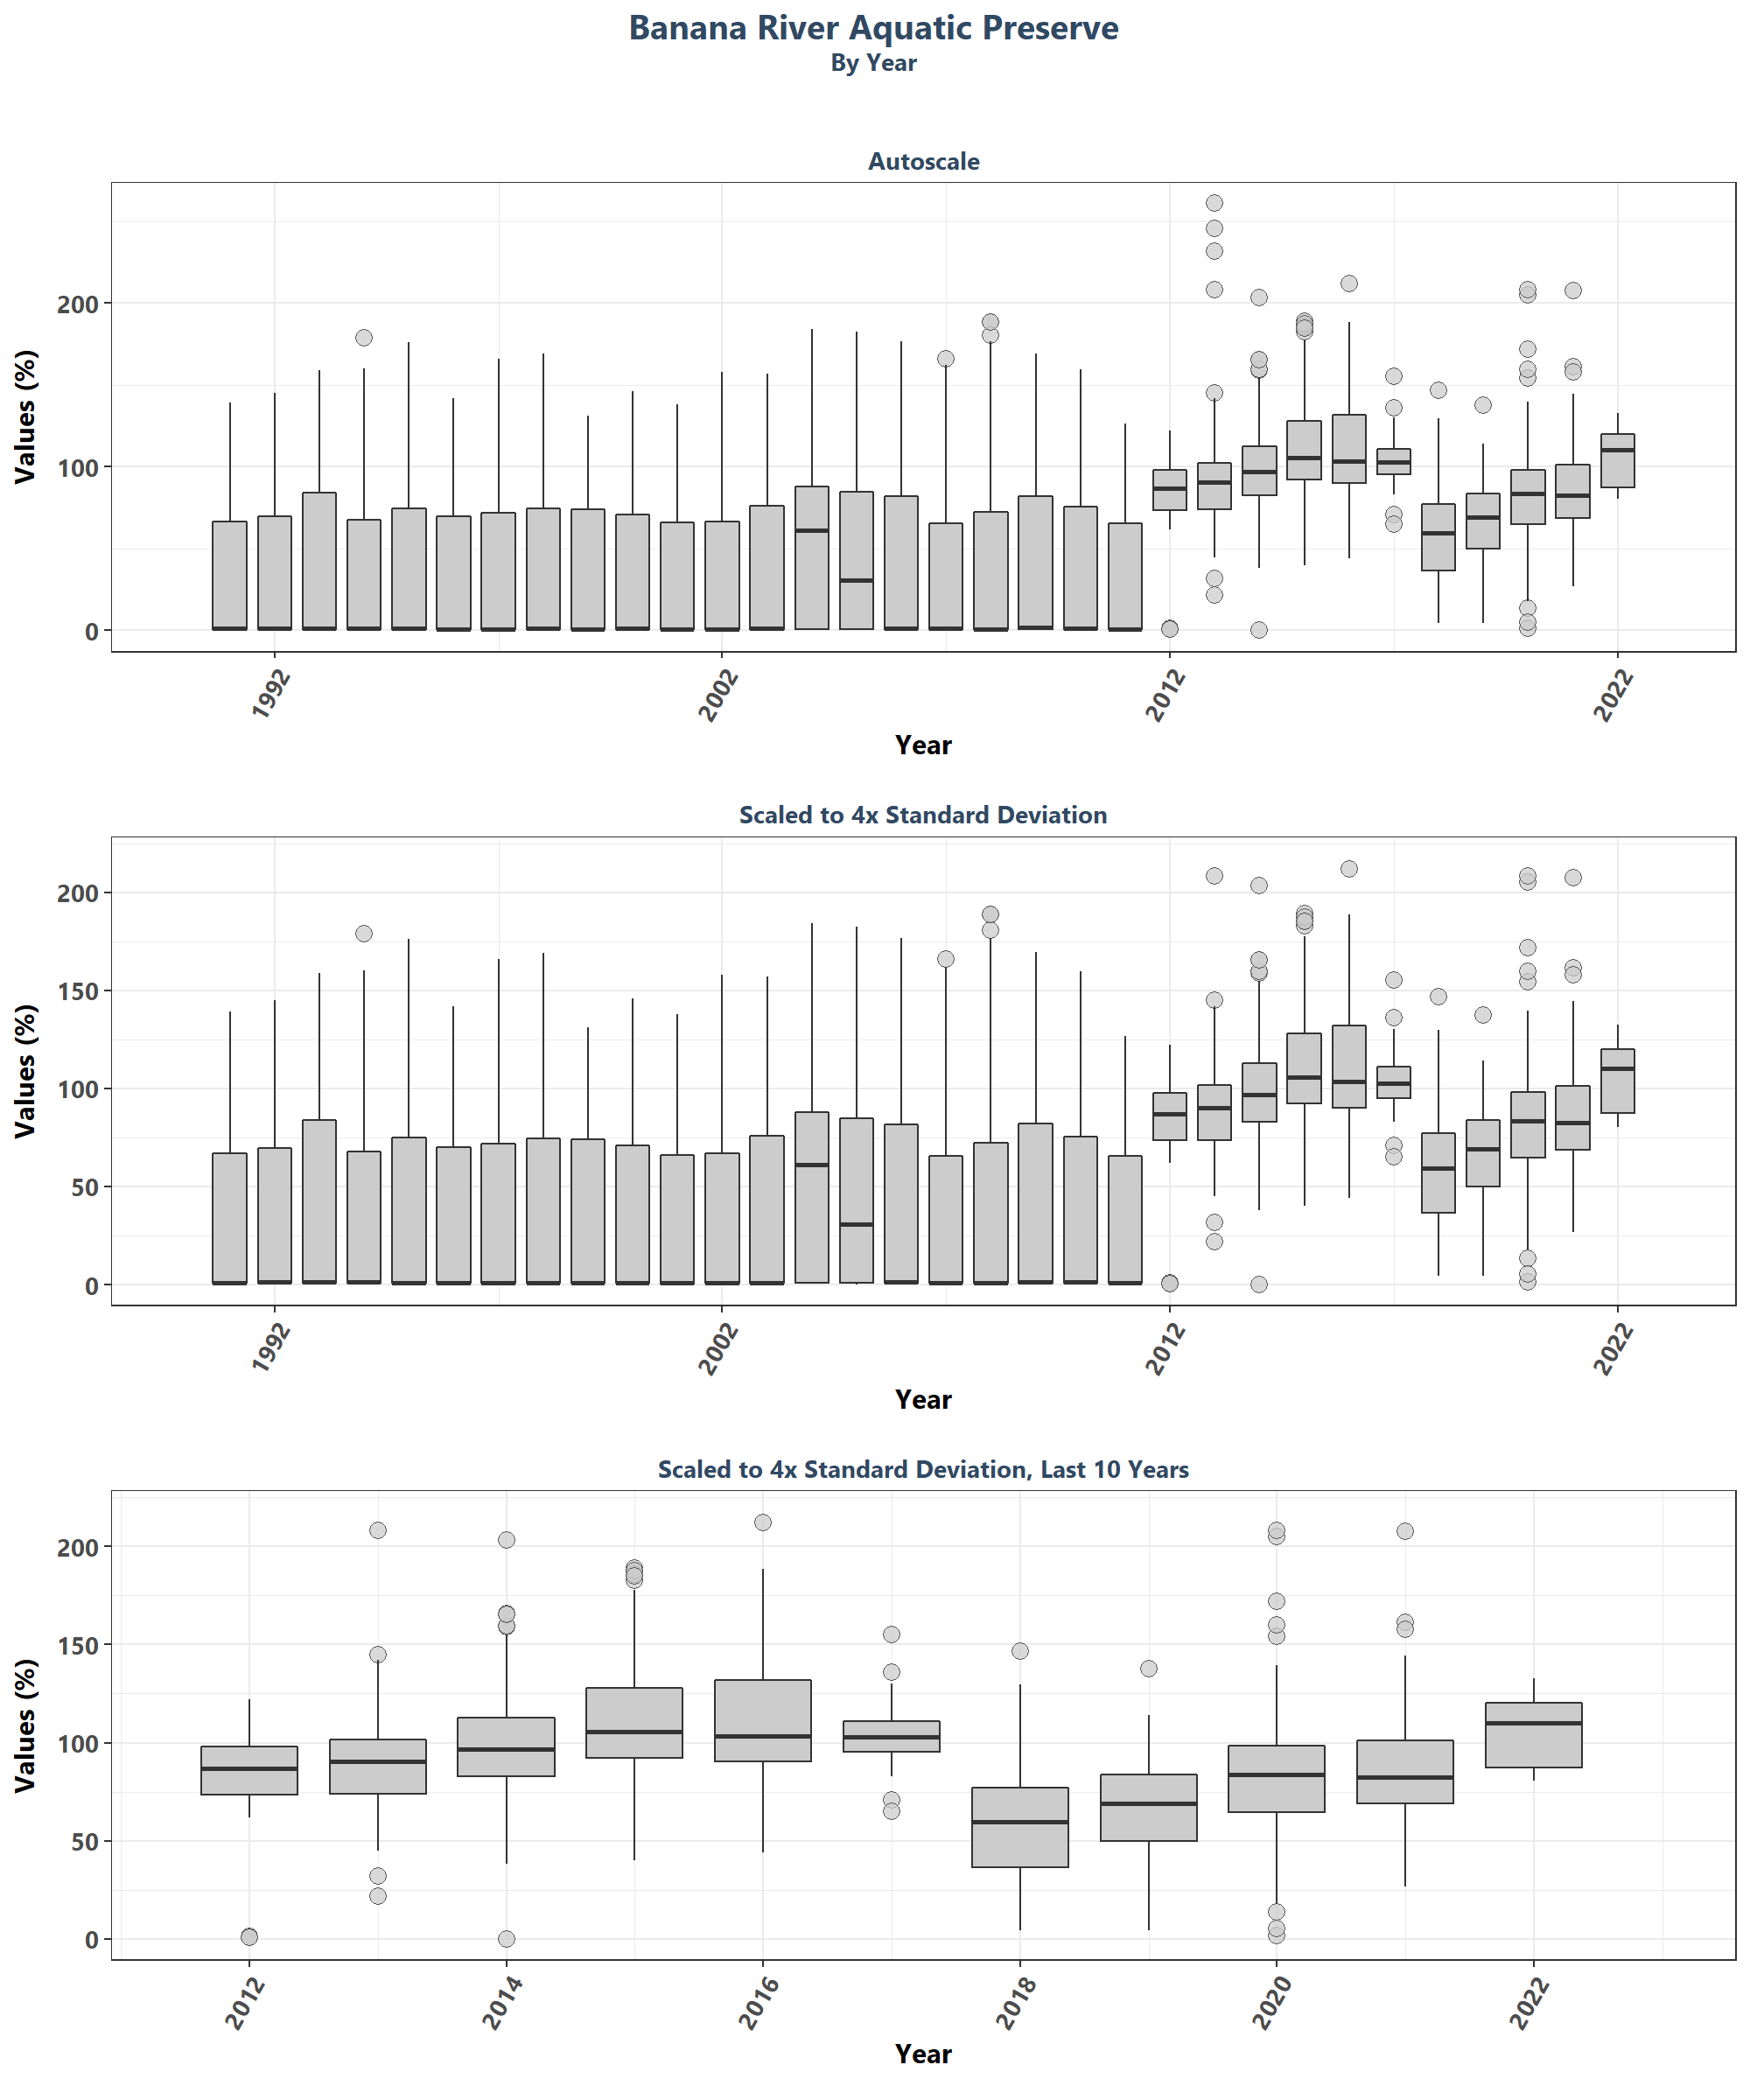 Banana River Aquatic Preserve
By Year
Autoscale
Values (%)
200
100
0
1992
2002
2012
2022
Year
Scaled to 4x Standard Deviation
Values (%)
200
150
100
50
0
1992
2002
2012
2022
Year
Scaled to 4x Standard Deviation, Last 10 Years
Values (%)
200
150
100
50
0
2012
2014
2016
2018
2020
2022
Year